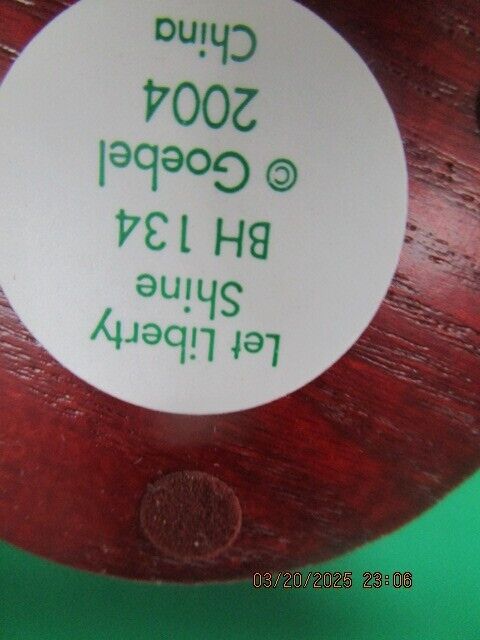 Let Liberty
Shine
BH 134
© Goebel
2004
China
03/20/2025 23:06